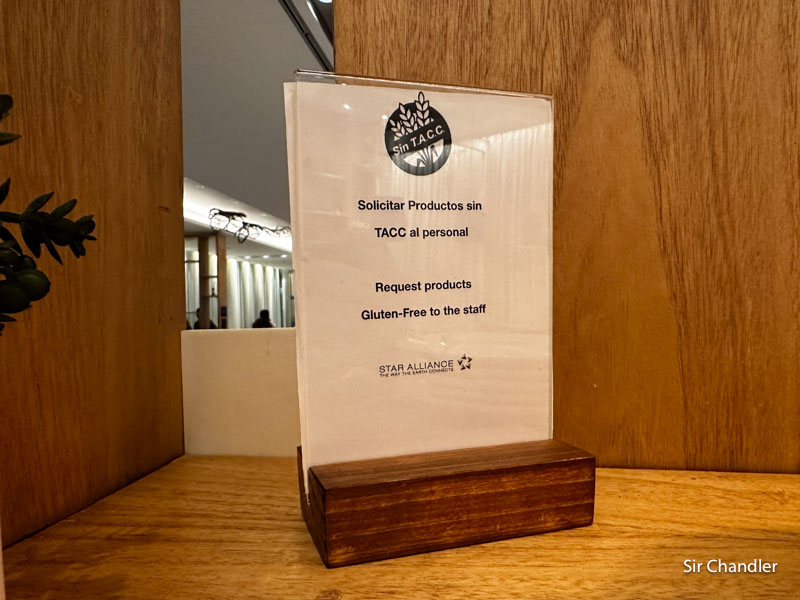 Sin T.A.C.C.
Solicitar Productos sin
TACC al personal
Request products
Gluten-Free to the staff
STAR ALLIANCE
THE WAY THE EARTH CONNECTS
Sir Chandler